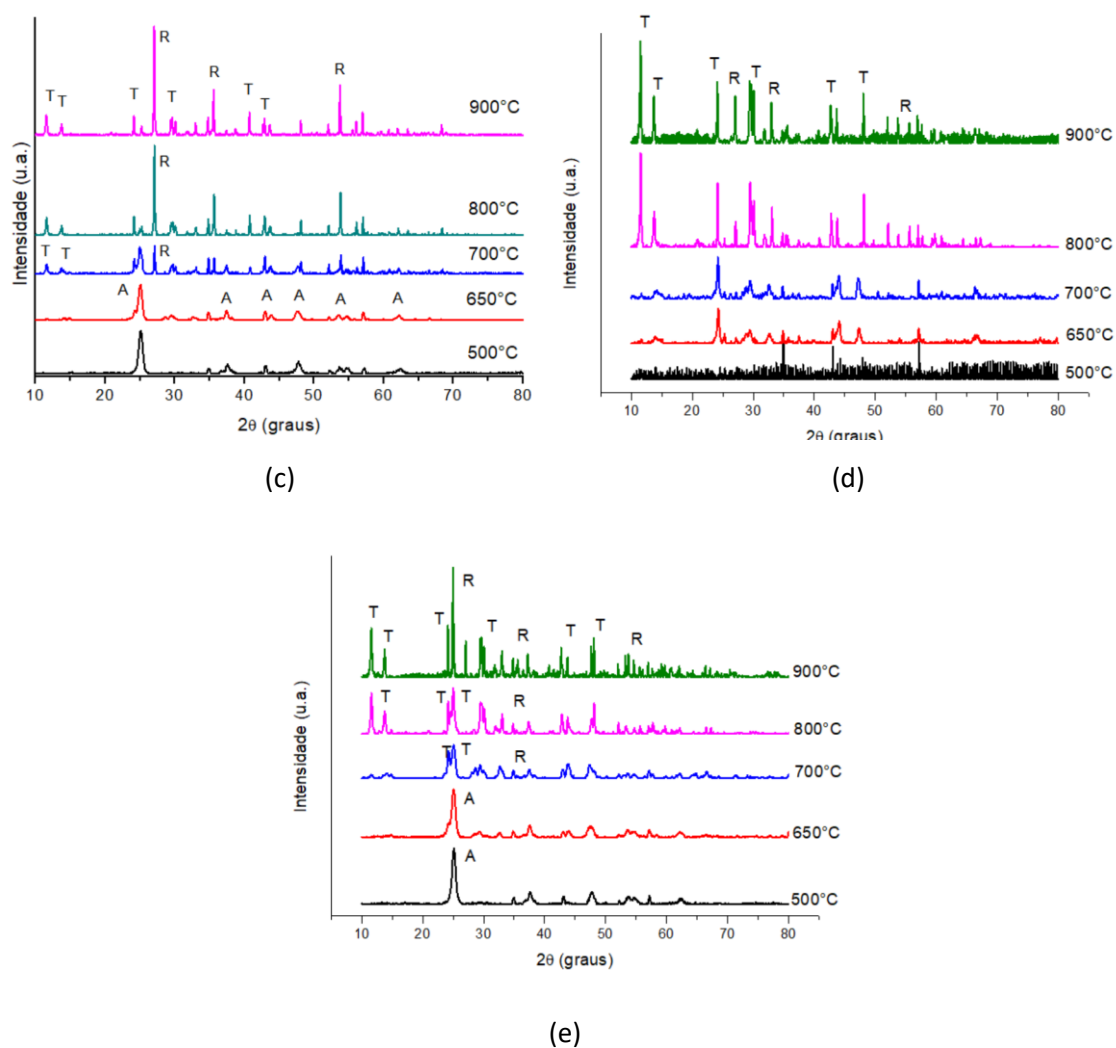 R
R
R
T
T
T
T
T
T
900°C
R
800°C
T
T
R
700°C
A
A
A
A
A
A
650°C
500°C
10 20 30 40 50 60 70 80
2θ (graus)
Intensidade (u.a.)
(c)
T
T
T
R
T
R
T
T
R
900°C
800°C
700°C
650°C
500°C
10 20 30 40 50 60 70 80
2θ (graus)
Intensidade (u.a.)
(d)
R
T
T
T
T
R
T
T
R
900°C
T
T
T
T
R
800°C
T
T
R
700°C
A
650°C
A
500°C
10 20 30 40 50 60 70 80
2θ (graus)
Intensidade (u.a.)
(e)